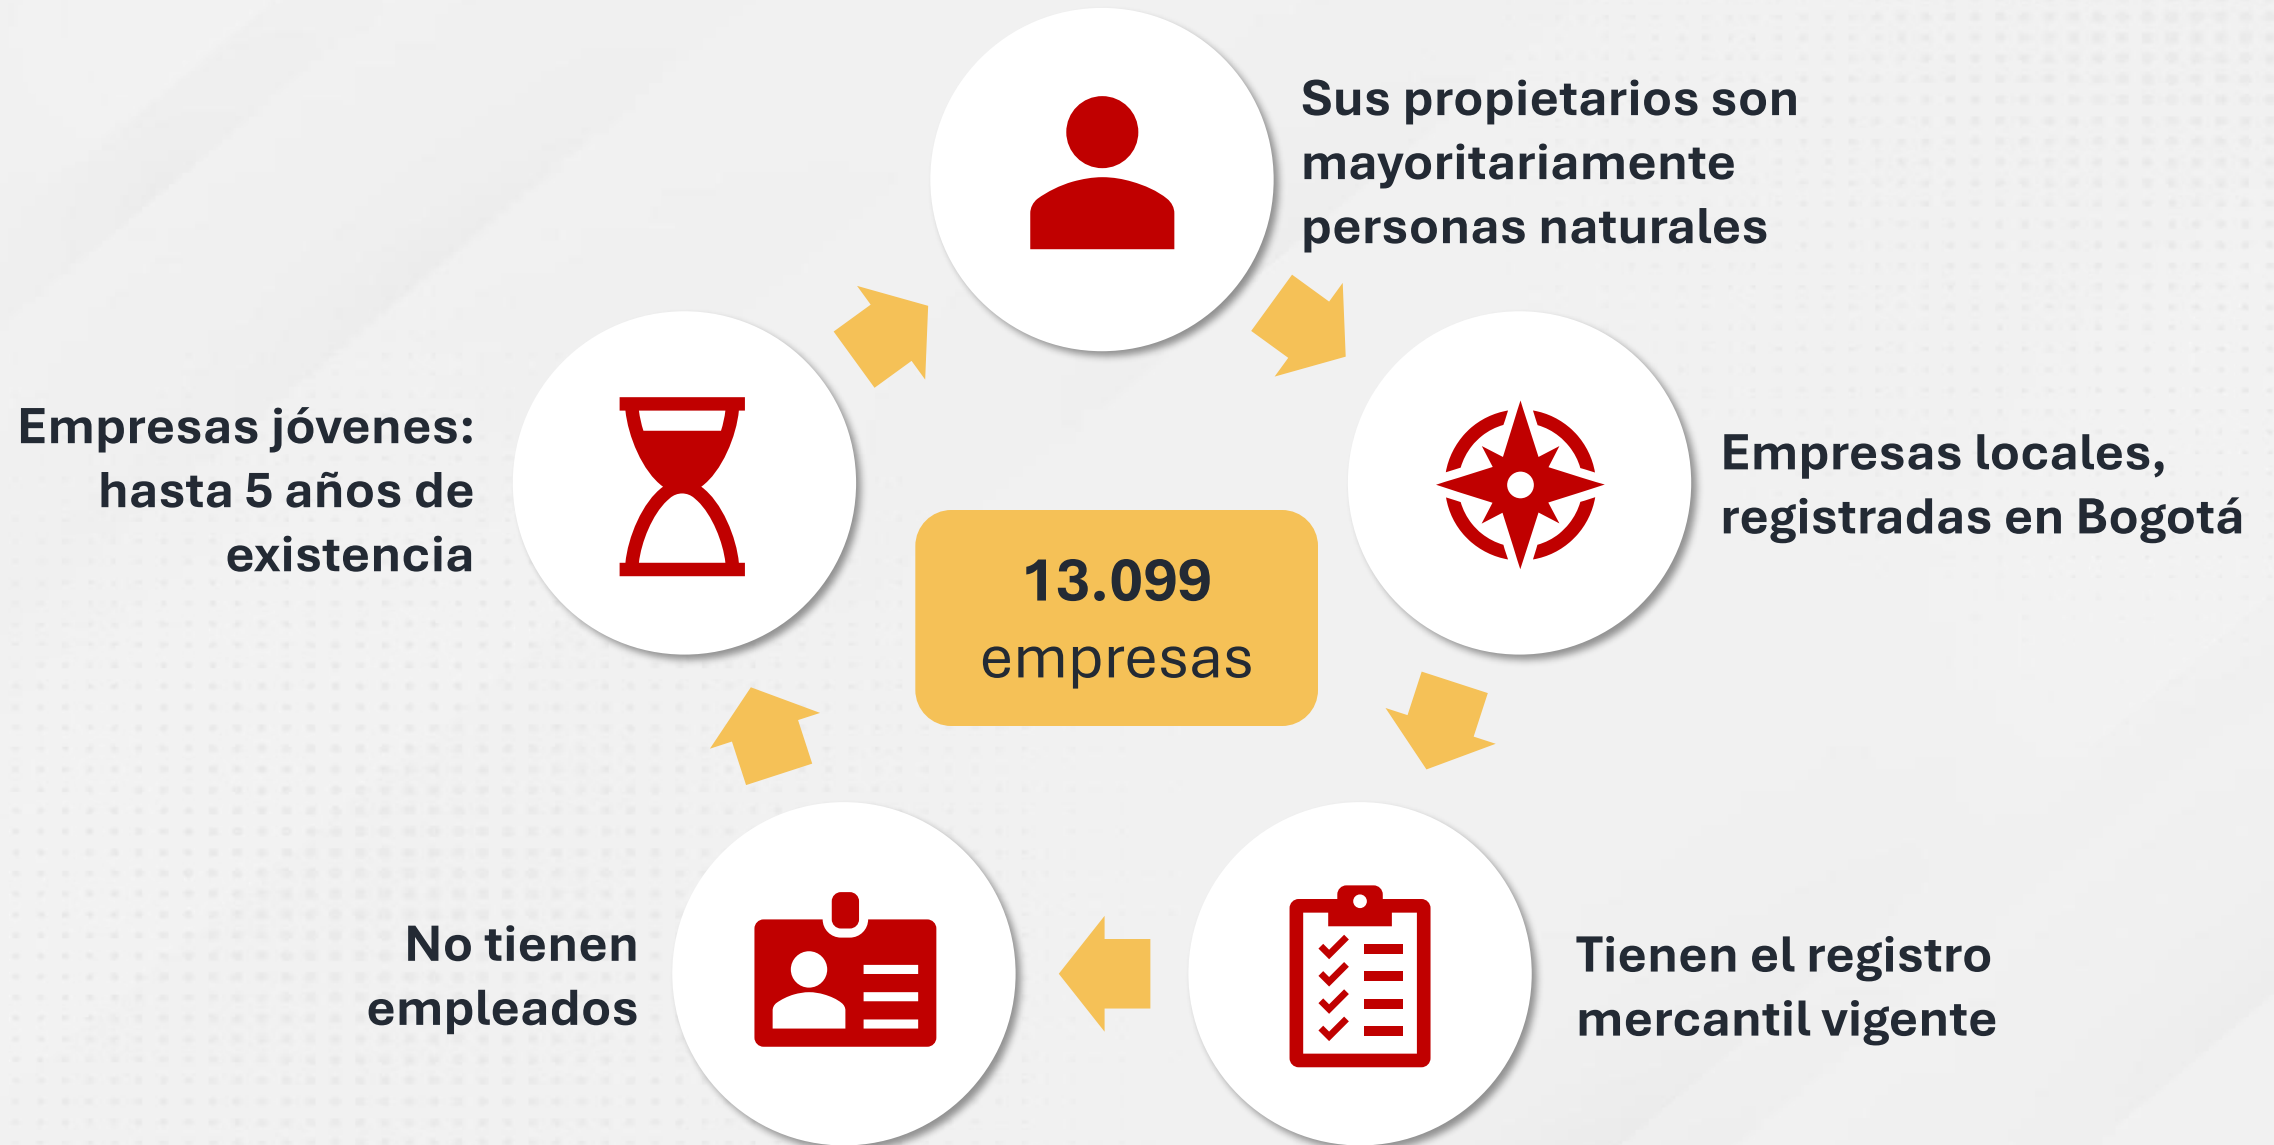 Sus propietarios son
mayoritariamente
personas naturales
Empresas locales,
registradas en Bogotá
Tienen el registro
mercantil vigente
No tienen
empleados
Empresas jóvenes:
hasta 5 años de
existencia
13.099
empresas